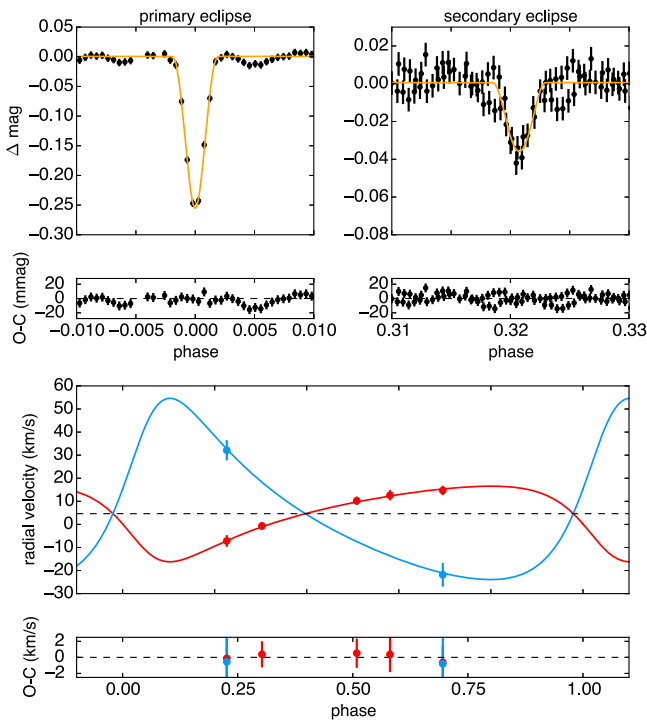 primary eclipse
secondary eclipse
Δ mag
0.05
0.00
−0.05
−0.10
−0.15
−0.20
−0.25
−0.30
0.02
0.00
−0.02
−0.04
−0.06
−0.08
O-C (mmag)
20
0
−20
20
0
−20
−0.010 −0.005 0.000 0.005 0.010
0.31 0.32 0.33
phase
phase
radial velocity (km/s)
60
50
40
30
20
10
0
−10
−20
−30
O-C (km/s)
2
0
−2
0.00 0.25 0.50 0.75 1.00
phase